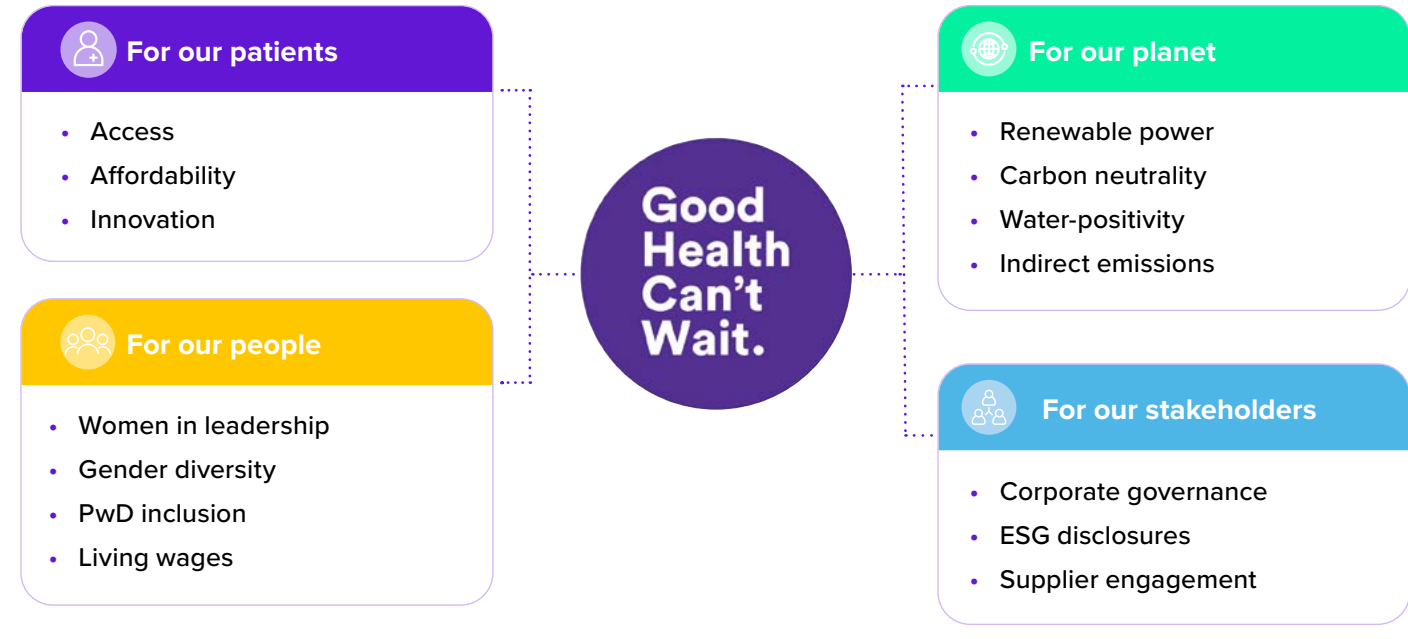 For our patients
• Access
• Affordability
• Innovation
For our people
• Women in leadership
• Gender diversity
• PwD inclusion
• Living wages
Good
Health
Can't
Wait.
For our planet
• Renewable power
• Carbon neutrality
• Water-positivity
• Indirect emissions
For our stakeholders
• Corporate governance
• ESG disclosures
• Supplier engagement